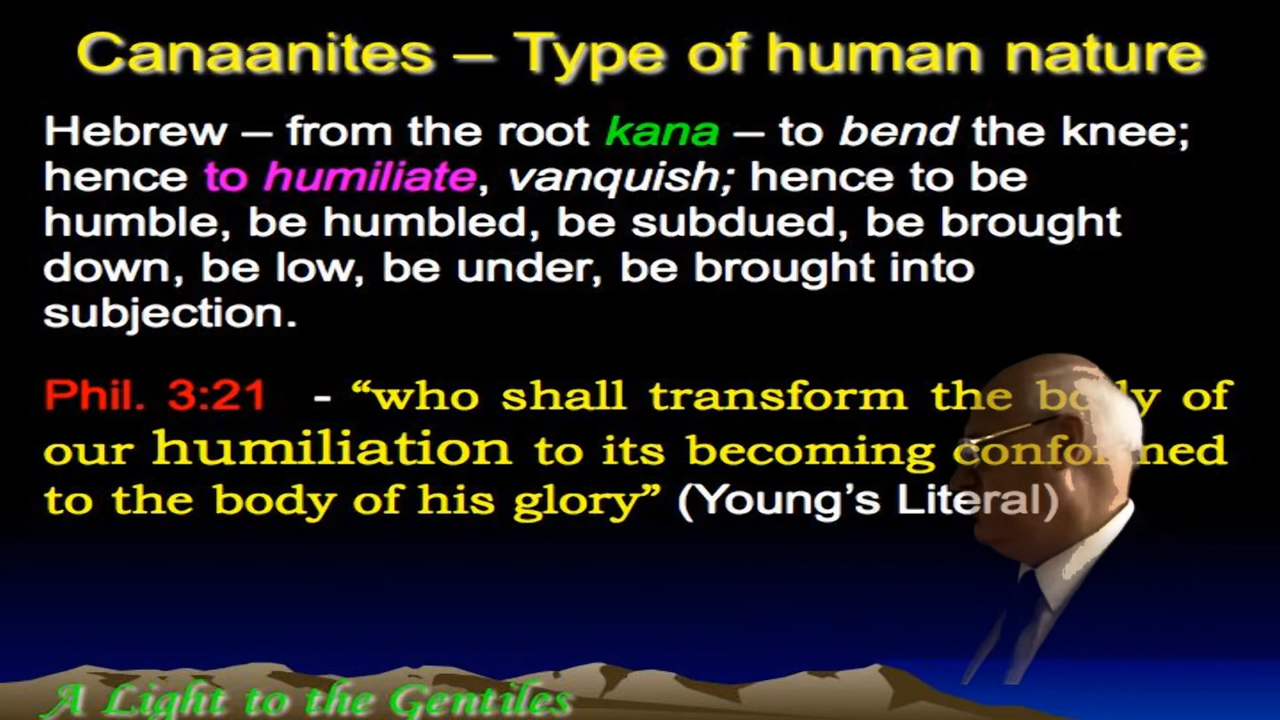 Canaanites – Type of human nature
Hebrew – from the root kana – to bend the knee;
hence to humiliate, vanquish; hence to be
humble, be humbled, be subdued, be brought
down, be low, be under, be brought into
subjection.
Phil. 3:21 - “who shall transform the body of
our humiliation to its becoming conformed
to the body of his glory” (Young’s Literal)
A Light to the Gentiles